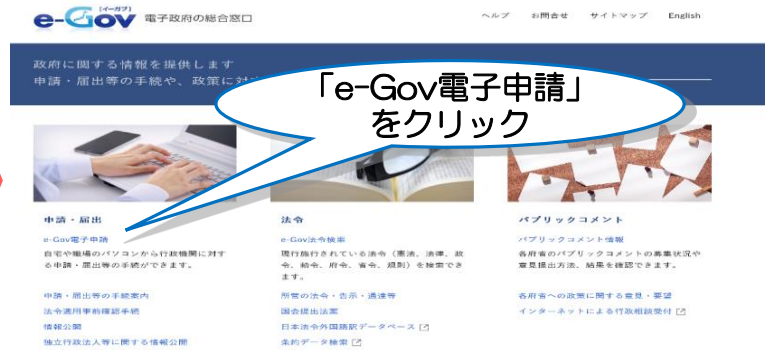 [イーガブ]
e-Gov 電子政府の総合窓口
ヘルプ お問合せ サイトマップ English
政府に関する情報を提供します
申請・届出等の手続や、政策に対
「e-Gov電子申請」
をクリック
申請・届出
e-Gov電子申請
自宅や職場のパソコンから行政機関に対す
る申請・届出等の手続ができます。
申請・届出等の手続案内
法令適用事前確認手続
情報公開
独立行政法人等に関する情報公開
法令
e-Gov法令検索
現行施行されている法令（憲法、法律、政
令、勅令、府令、省令、規則）を検索でき
ます。
所管の法令・告示・通達等
国会提出法案
日本法令外国語訳データベース
条約データ検索
パブリックコメント
パブリックコメント情報
各府省のパブリックコメントの募集状況や
意見提出方法、結果を確認できます。
各府省への政策に関する意見・要望
インターネットによる行政相談受付